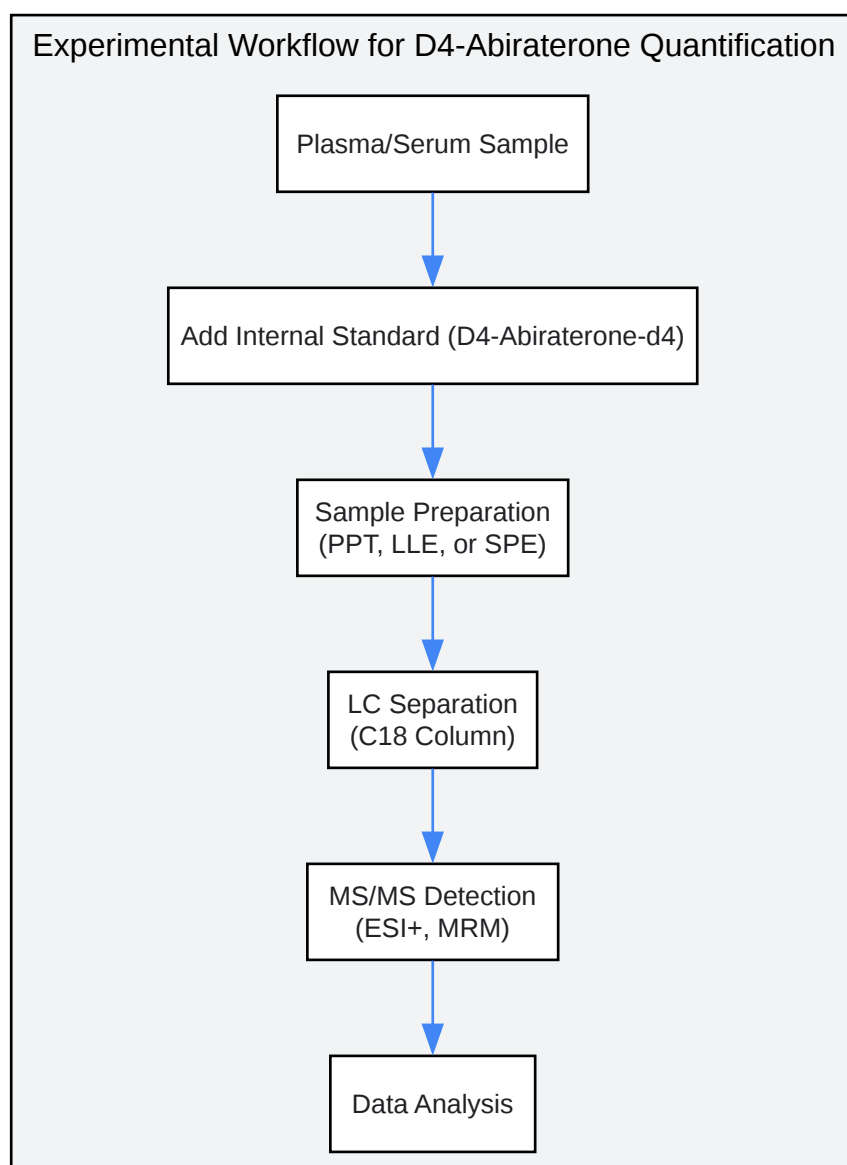 Experimental Workflow for D4-Abiraterone Quantification
Plasma/Serum Sample
Add Internal Standard (D4-Abiraterone-d4)
Sample Preparation
(PPT, LLE, or SPE)
LC Separation
(C18 Column)
MS/MS Detection
(ESI+, MRM)
Data Analysis